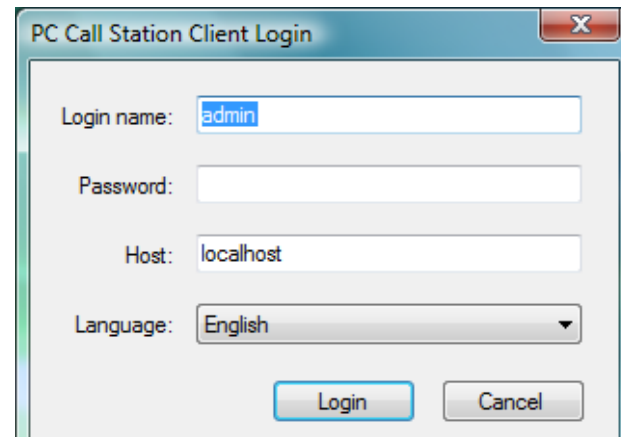 PC Call Station Client Login
Login name: admin
Password:
Host: localhost
Language: English
Login Cancel